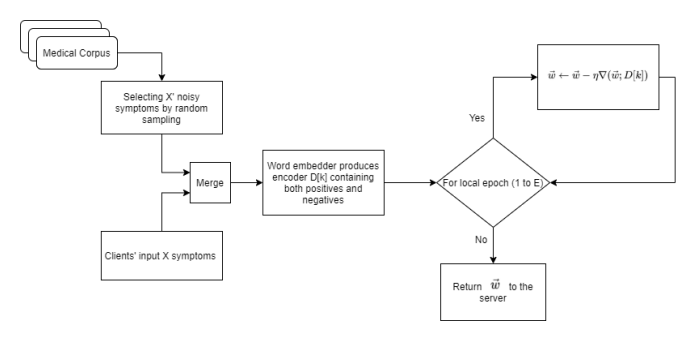 Medical Corpus
Selecting X' noisy
symptoms by random
sampling
Merge
Clients' input X symptoms
Word embedder produces
encoder D[k] containing
both positives and
negatives
For local epoch (1 to E)
Yes
$\vec{w} \leftarrow \vec{w} - \eta\nabla(\vec{w}; D[k])$
No
Return $\vec{w}$ to the
server